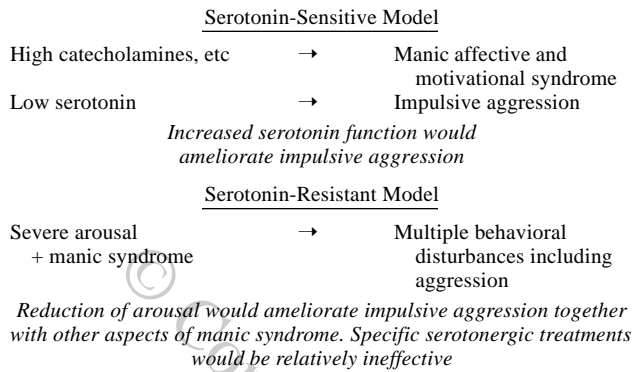 Serotonin-Sensitive Model
High catecholamines, etc → Manic affective and
motivational syndrome
Low serotonin → Impulsive aggression
Increased serotonin function would
ameliorate impulsive aggression
Serotonin-Resistant Model
Severe arousal → Multiple behavioral
+ manic syndrome disturbances including
aggression
Reduction of arousal would ameliorate impulsive aggression together
with other aspects of manic syndrome. Specific serotonergic treatments
would be relatively ineffective
©